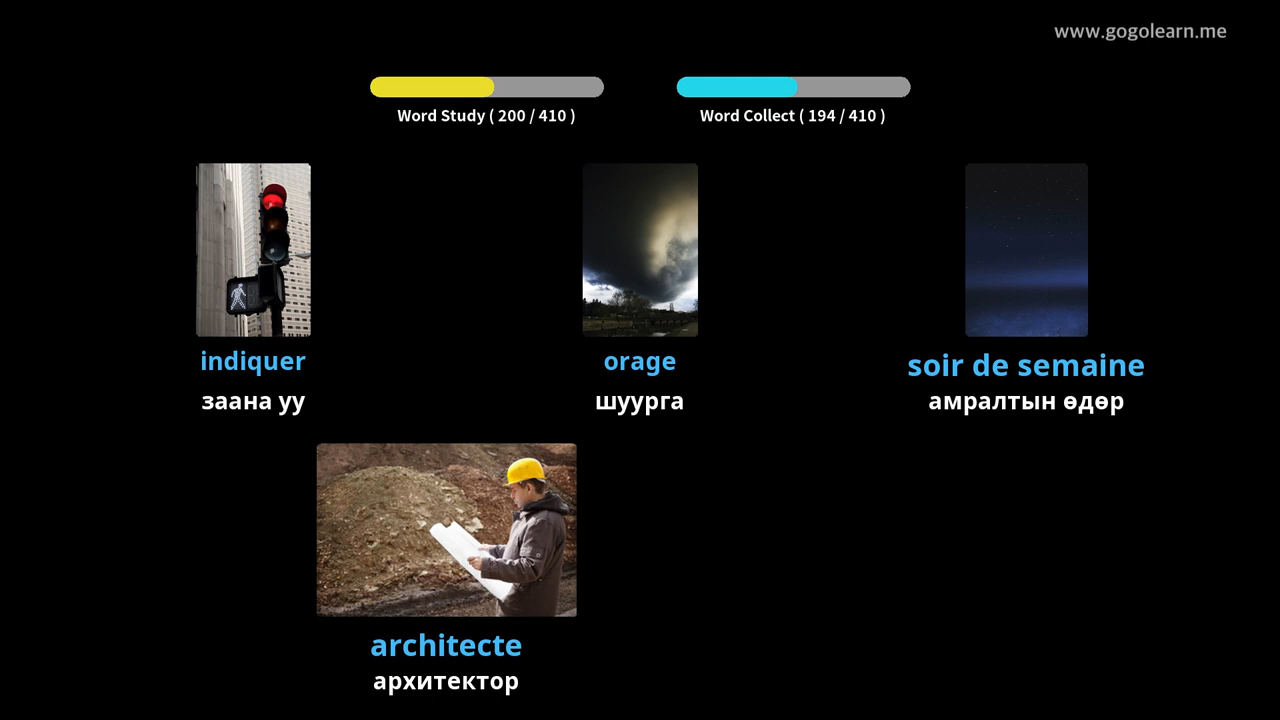 www.gogolearn.me
Word Study ( 200 / 410 )
Word Collect ( 194 / 410 )
indiquer
orage
soir de semaine
заана уу
шуурга
амралтын өдөр
architecte
архитектор